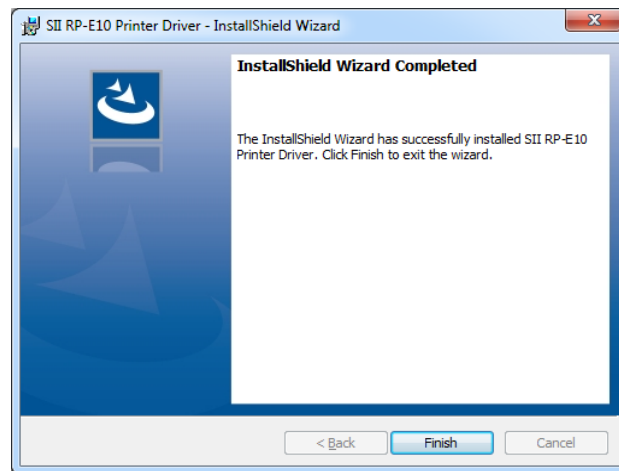 SII RP-E10 Printer Driver - InstallShield Wizard
InstallShield Wizard Completed
The InstallShield Wizard has successfully installed SII RP-E10
Printer Driver. Click Finish to exit the wizard.
< Back
Finish
Cancel